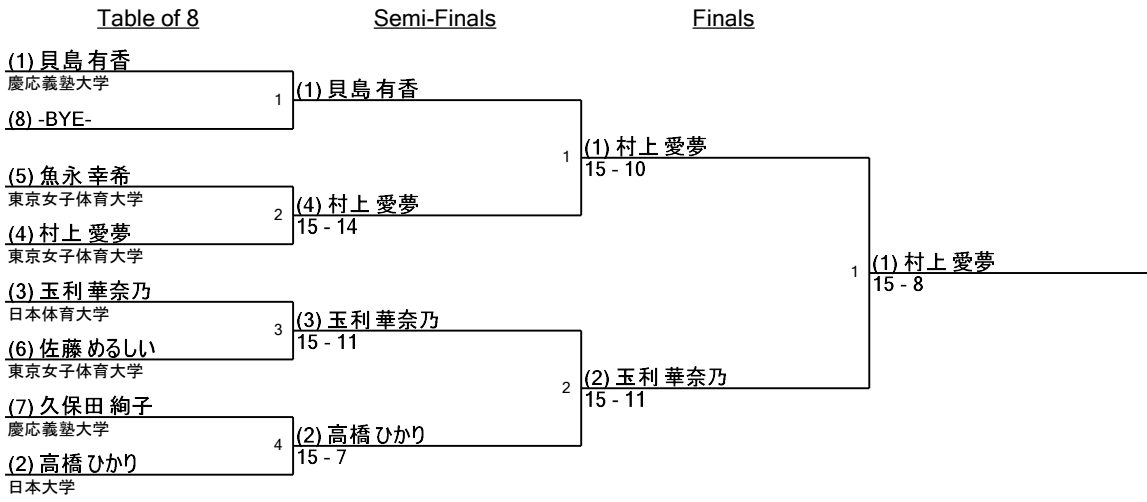 Table of 8
Semi-Finals
Finals
(1) 貝島 有香
慶応義塾大学
(8) -BYE-
1
(1) 貝島 有香
(5) 魚永 幸希
東京女子体育大学
(4) 村上 愛夢
東京女子体育大学
2
(4) 村上 愛夢
15 - 14
1
(1) 村上 愛夢
15 - 10
(3) 玉利 華奈乃
日本体育大学
(6) 佐藤 めるしい
東京女子体育大学
3
(3) 玉利 華奈乃
15 - 11
(7) 久保田 絢子
慶応義塾大学
(2) 高橋 ひかり
日本大学
4
(2) 高橋 ひかり
15 - 7
2
(2) 玉利 華奈乃
15 - 11
1
(1) 村上 愛夢
15 - 8